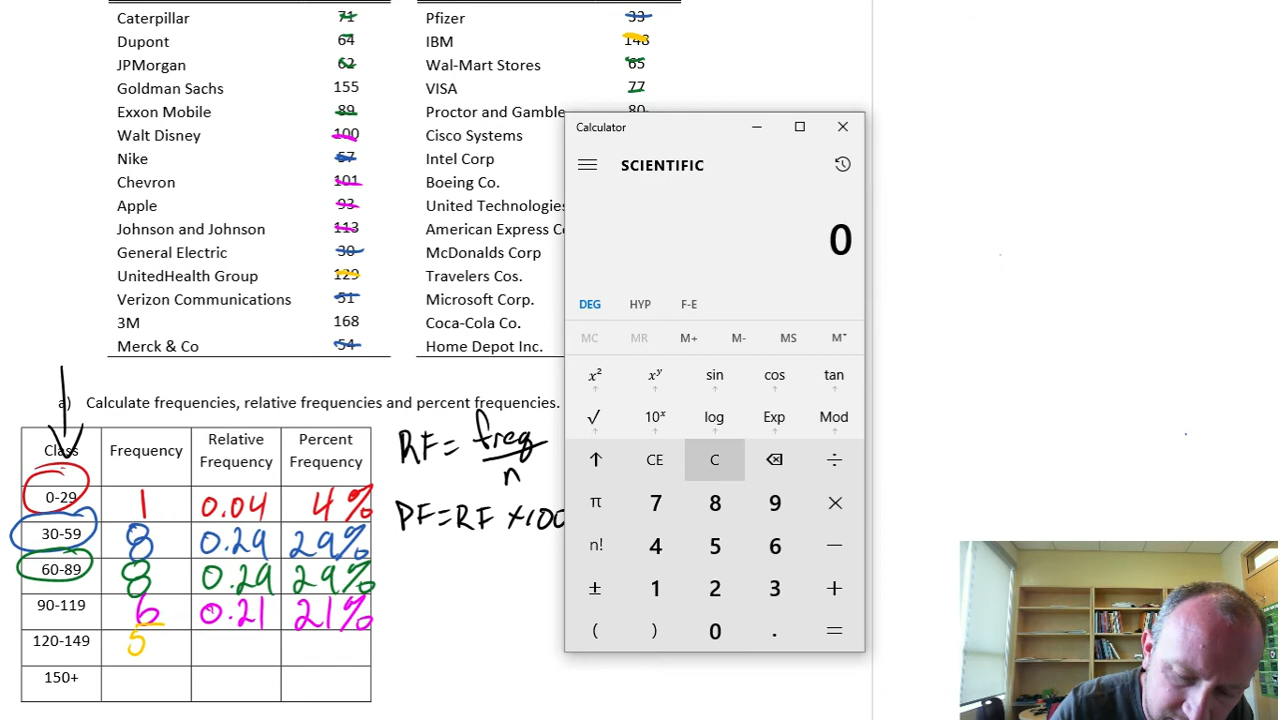 Caterpillar 71 Pfizer 33
Dupont 64 IBM 148
JPMorgan 62 Wal-Mart Stores 65
Goldman Sachs 155 VISA 77
Exxon Mobile 89 Proctor and Gamble 80
Walt Disney 100 Cisco Systems
Nike 57 Intel Corp
Chevron 101 Boeing Co.
Apple 93 United Technologies
Johnson and Johnson 113 American Express C
General Electric 30 McDonalds Corp
UnitedHealth Group 129 Travelers Cos.
Verizon Communications 51 Microsoft Corp.
3M 168 Coca-Cola Co.
Merck & Co 54 Home Depot Inc.
a) Calculate frequencies, relative frequencies and percent frequencies.
Class Frequency Relative Frequency Percent Frequency
0-29 1 0.04 4%
30-59 8 0.29 29%
60-89 8 0.29 29%
90-119 6 0.21 21%
120-149 5
150+
RF = freq
n
PF=RF ×100
Calculator
SCIENTIFIC
0
DEG HYP F-E
MC MR M+ M- MS M˅
x² xʸ sin cos tan
√ 10ˣ log Exp Mod
↑ CE C ⌫ ÷
π 7 8 9 ×
n! 4 5 6 −
± 1 2 3 +
( ) 0 . =